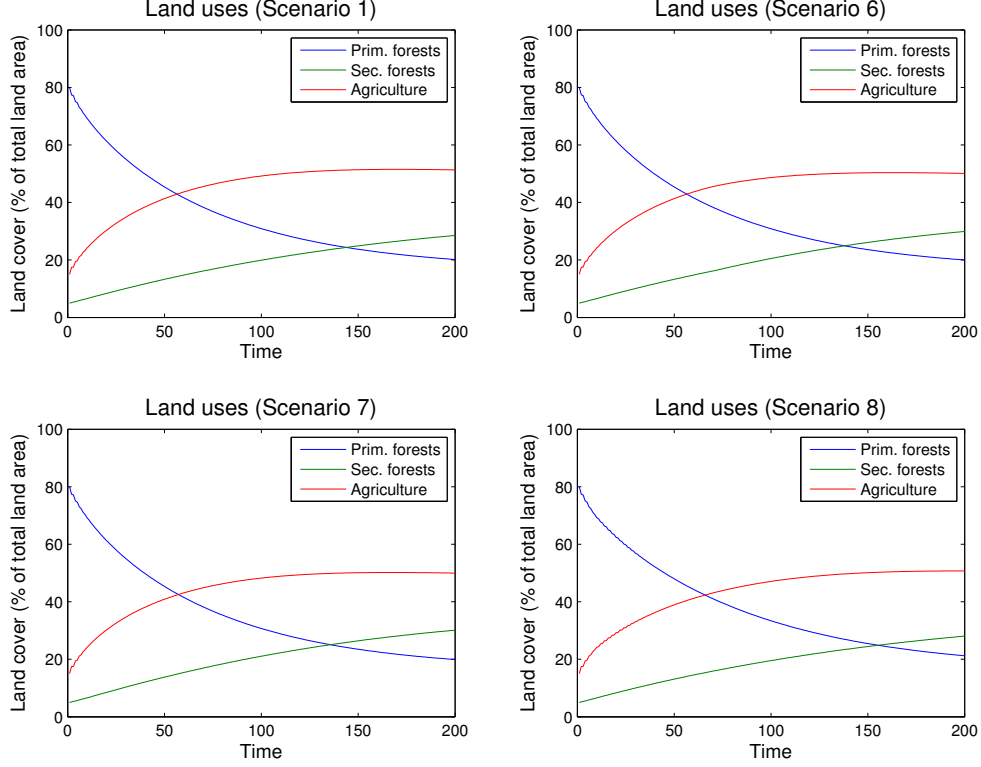 Land uses (Scenario 1)
100
80
60
40
20
0
Land cover (% of total land area)
Prim. forests
Sec. forests
Agriculture
0 50 100 150 200
Time
Land uses (Scenario 6)
100
80
60
40
20
0
Land cover (% of total land area)
Prim. forests
Sec. forests
Agriculture
0 50 100 150 200
Time
Land uses (Scenario 7)
100
80
60
40
20
0
Land cover (% of total land area)
Prim. forests
Sec. forests
Agriculture
0 50 100 150 200
Time
Land uses (Scenario 8)
100
80
60
40
20
0
Land cover (% of total land area)
Prim. forests
Sec. forests
Agriculture
0 50 100 150 200
Time